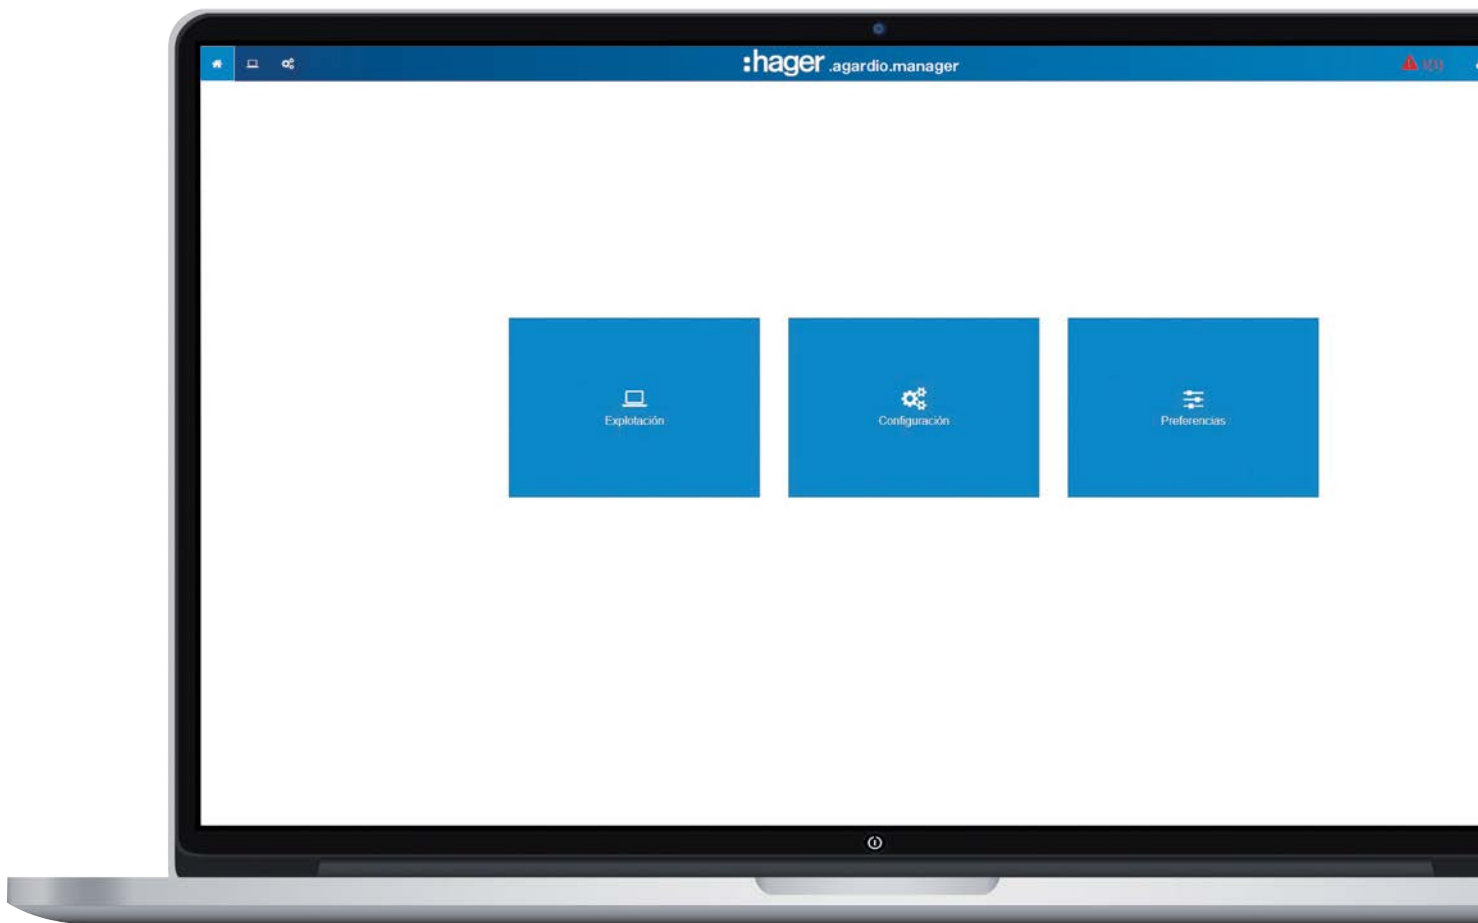 :hager .agardio.manager
Explotación
Configuración
Preferencias